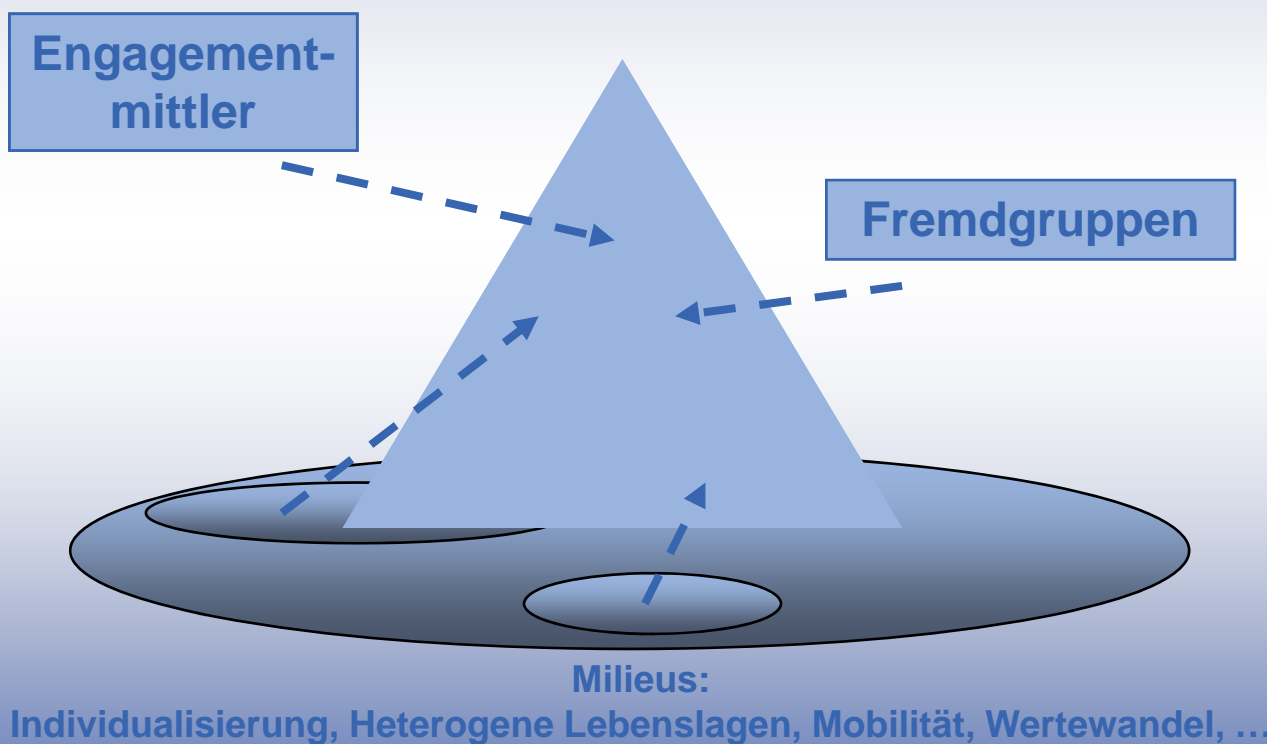 Engagement-
mittler
Fremdgruppen
Milieus:
Individualisierung, Heterogene Lebenslagen, Mobilität, Wertewandel, …